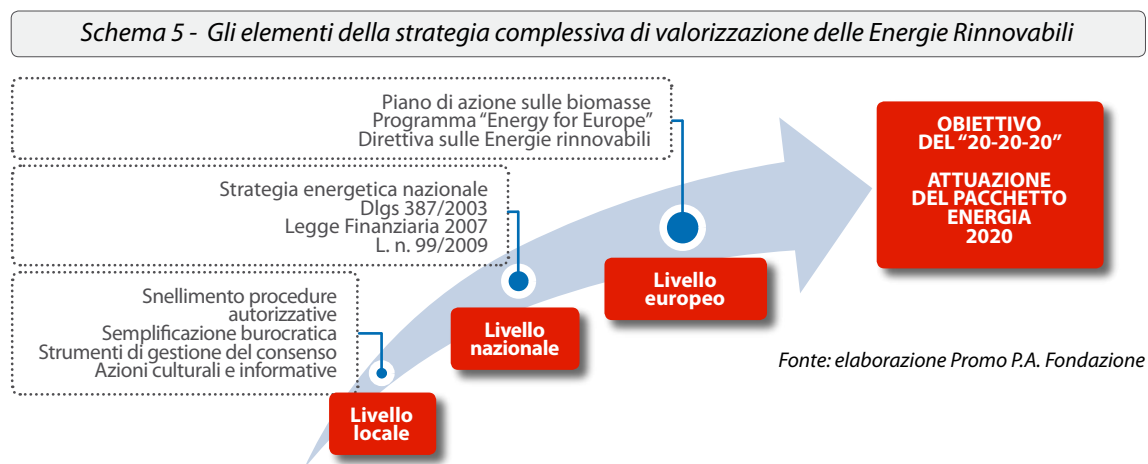 Schema 5 - Gli elementi della strategia complessiva di valorizzazione delle Energie Rinnovabili
Piano di azione sulle biomasse
Programma “Energy for Europe”
Direttiva sulle Energie rinnovabili
OBIETTIVO
DEL “20-20-20”
ATTUAZIONE
DEL PACCHETTO
ENERGIA
2020
Strategia energetica nazionale
Dlgs 387/2003
Legge Finanziaria 2007
L. n. 99/2009
Livello
europeo
Snellimento procedure
autorizzative
Semplificazione burocratica
Strumenti di gestione del consenso
Azioni culturali e informative
Livello
nazionale
Fonte: elaborazione Promo P.A. Fondazione
Livello
locale